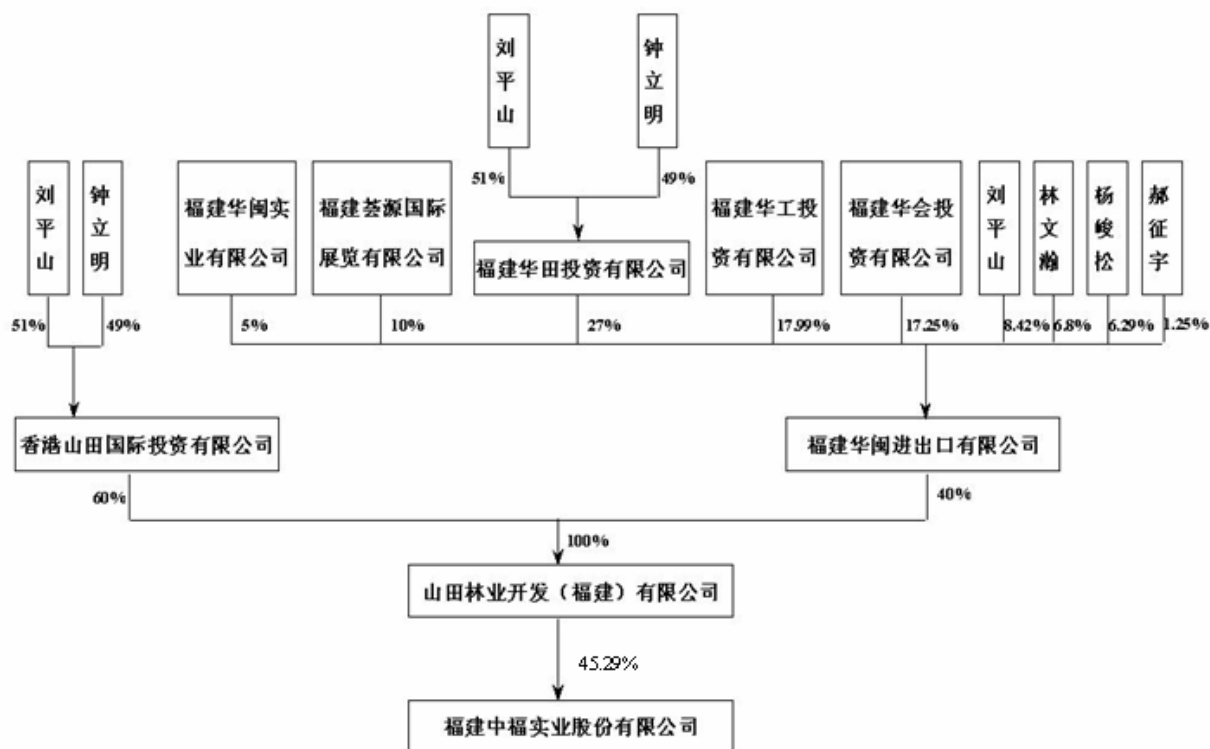 刘平山
钟立明
51%
49%
刘平山
钟立明
福建华闽实
业有限公司
福建荟源国际
展览有限公司
福建华田投资有限公司
福建华工投
资有限公司
福建华会投
资有限公司
刘平山
林文瀚
杨峻松
郝征宇
51%
49%
5%
10%
27%
17.99%
17.25%
8.42%
6.8%
6.29%
1.25%
香港山田国际投资有限公司
福建华闽进出口有限公司
60%
40%
100%
山田林业开发（福建）有限公司
45.29%
福建中福实业股份有限公司